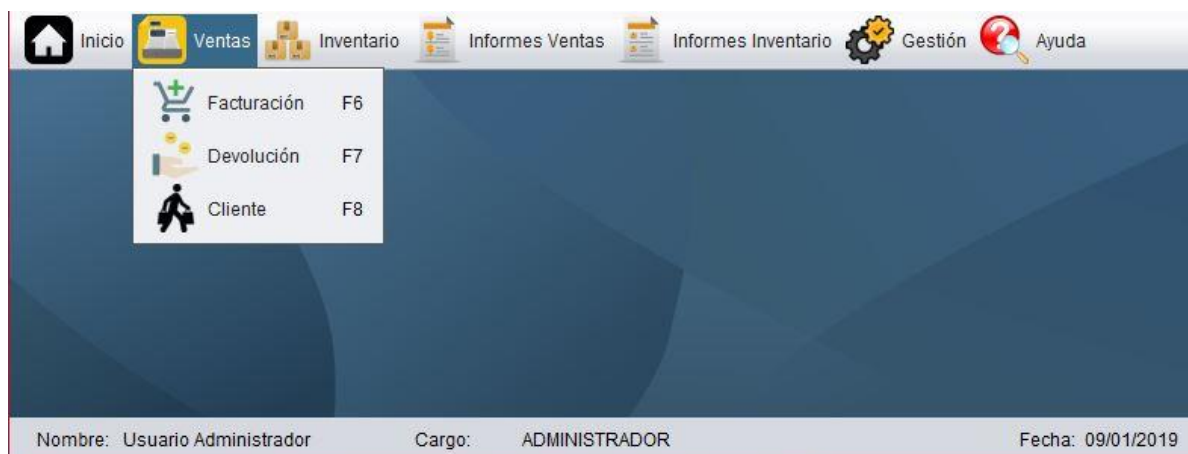 Inicio Ventas Inventario Informes Ventas Informes Inventario Gestión Ayuda
Facturación F6
Devolución F7
Cliente F8
Nombre: Usuario Administrador Cargo: ADMINISTRADOR Fecha: 09/01/2019